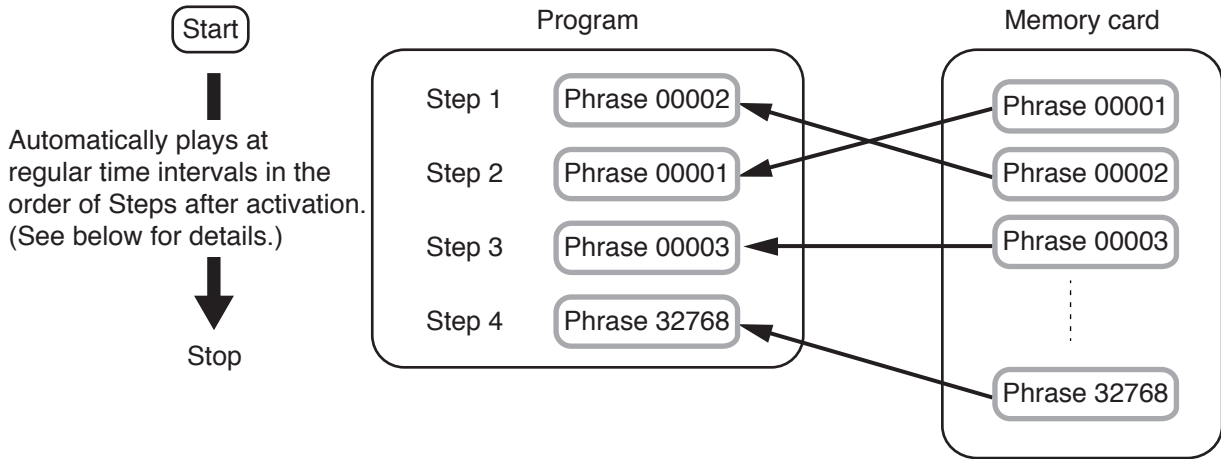 Start
Automatically plays at
regular time intervals in the
order of Steps after activation.
(See below for details.)
Stop
Program
Step 1 Phrase 00002
Step 2 Phrase 00001
Step 3 Phrase 00003
Step 4 Phrase 32768
Memory card
Phrase 00001
Phrase 00002
Phrase 00003
Phrase 32768